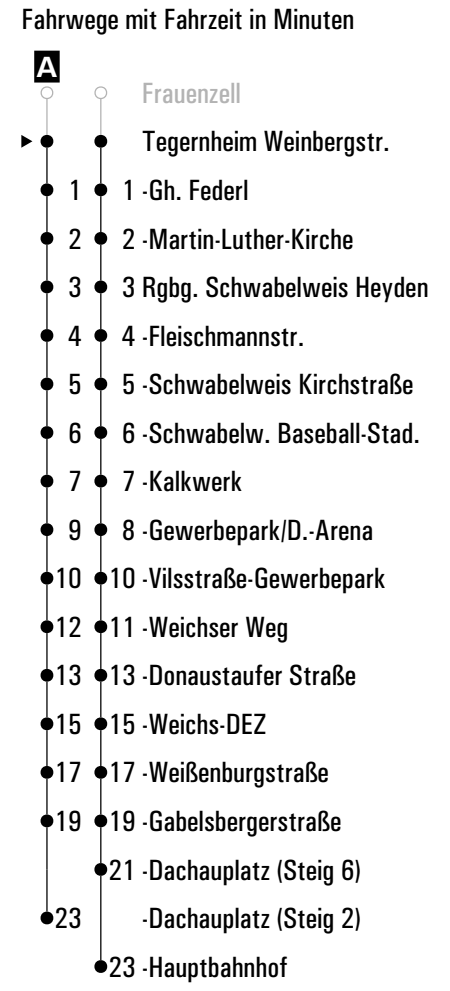 Fahrwege mit Fahrzeit in Minuten
A
Frauenzell
Tegernheim Weinbergstr.
1 1 -Gh. Federl
2 2 -Martin-Luther-Kirche
3 3 Rgbg. Schwabelweis Heyden
4 4 -Fleischmannstr.
5 5 -Schwabelweis Kirchstraße
6 6 -Schwabelw. Baseball-Stad.
7 7 -Kalkwerk
9 8 -Gewerbepark/D.-Arena
10 10 -Vilsstraße-Gewerbepark
12 11 -Weichser Weg
13 13 -Donaustaufer Straße
15 15 -Weichs-DEZ
17 17 -Weißenburgstraße
19 19 -Gabelsbergerstraße
21 -Dachauplatz (Steig 6)
23 -Dachauplatz (Steig 2)
23 -Hauptbahnhof